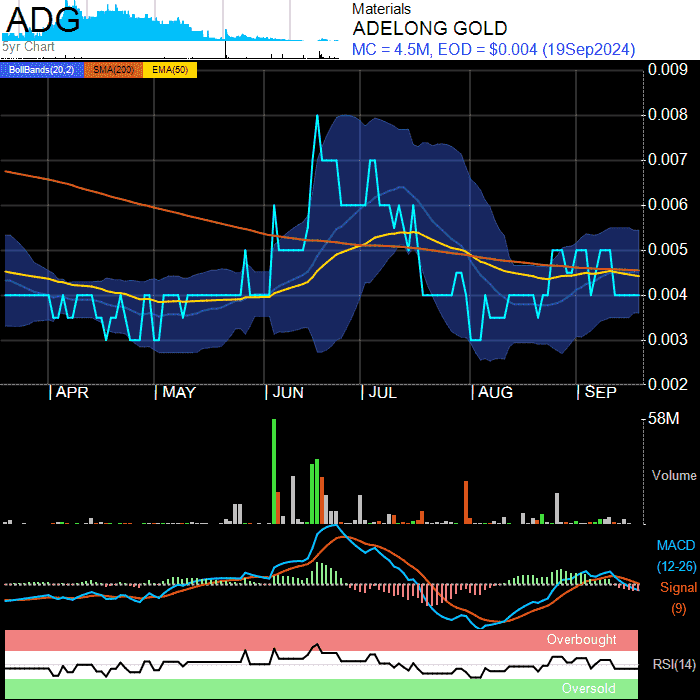 ADG
5yr Chart
Materials
ADELONG GOLD
MC = 4.5M, EOD = $0.004 (19Sep2024)
BollBands(20,2) SMA(200) EMA(50)
0.009
0.008
0.007
0.006
0.005
0.004
0.003
0.002
APR MAY JUN JUL AUG SEP
58M
Volume
MACD
(12-26)
Signal
(9)
Overbought
RSI(14)
Oversold